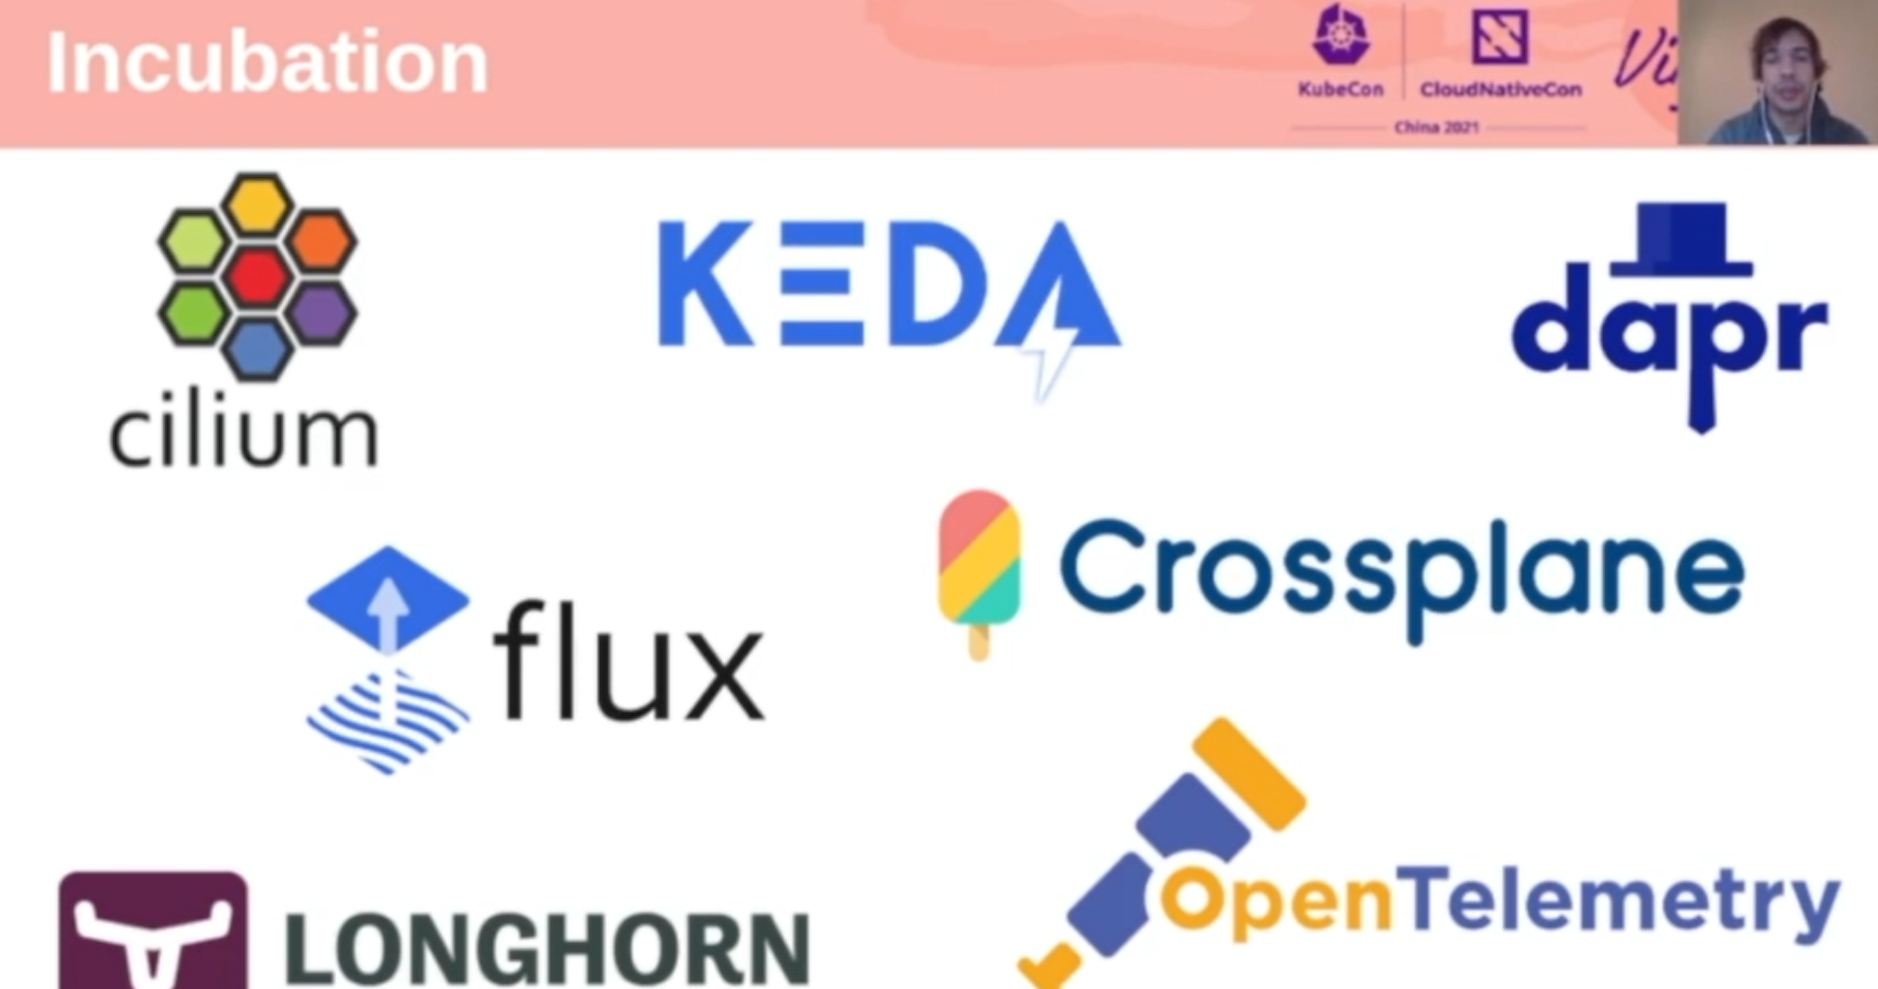 Incubation
KubeCon
CloudNativeCon
China 2021
cilium
KEDA
dapr
flux
Crossplane
OpenTelemetry
LONGHORN